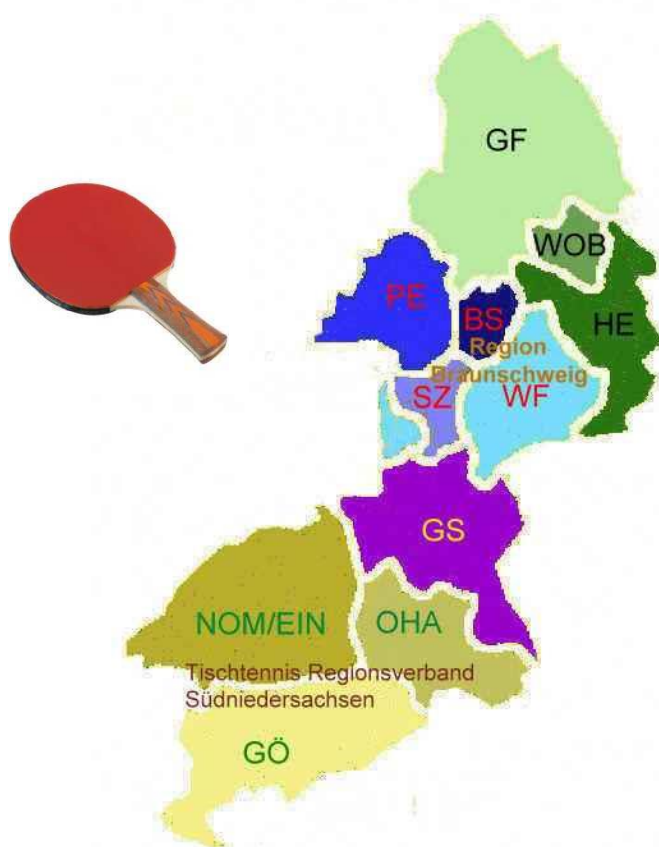 GF
WOB
PE
BS
HE
Region
Braunschweig
SZ
WF
GS
NOM/EIN
OHA
Tischtennis Regionsverband
Südniedersachsen
GÖ